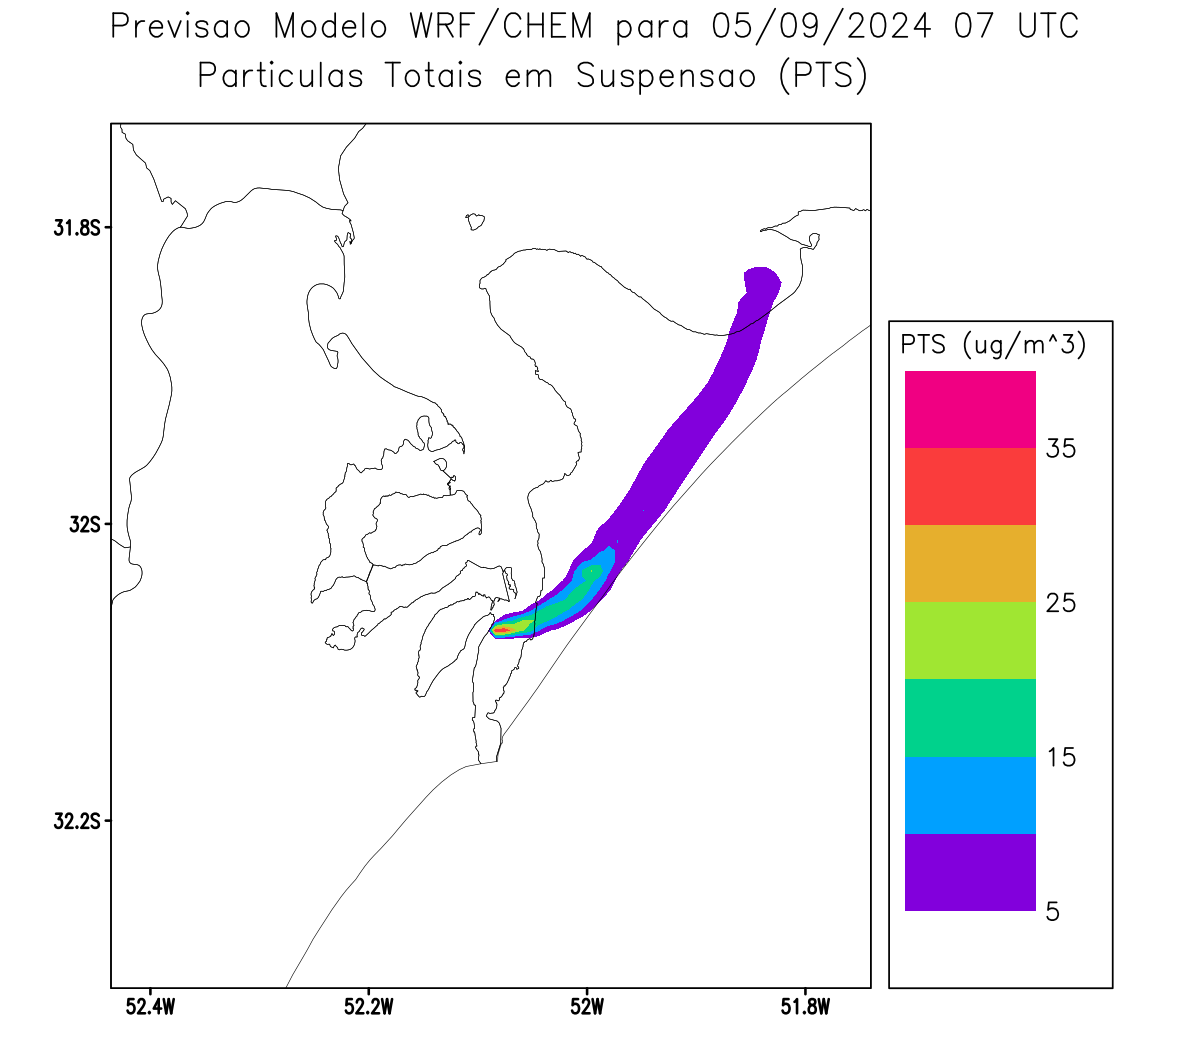 Previsao Modelo WRF/CHEM para 05/09/2024 07 UTC
Particulas Totais em Suspensao (PTS)
31.8S
32S
32.2S
52.4W
52.2W
52W
51.8W
PTS (ug/m^3)
35
25
15
5